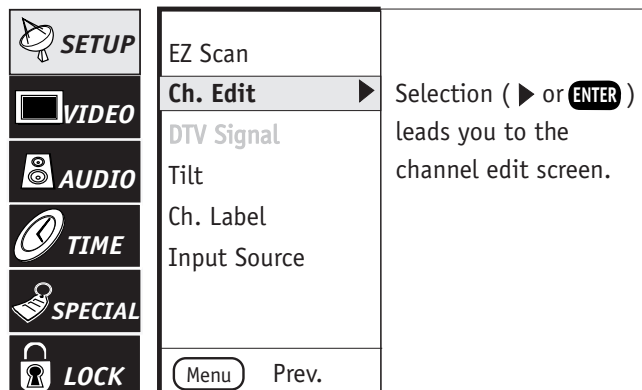 SETUP
VIDEO
AUDIO
TIME
SPECIAL
LOCK
EZ Scan
Ch. Edit
DTV Signal
Tilt
Ch. Label
Input Source
Menu Prev.
Selection ( ▶ or ENTER )
leads you to the
channel edit screen.